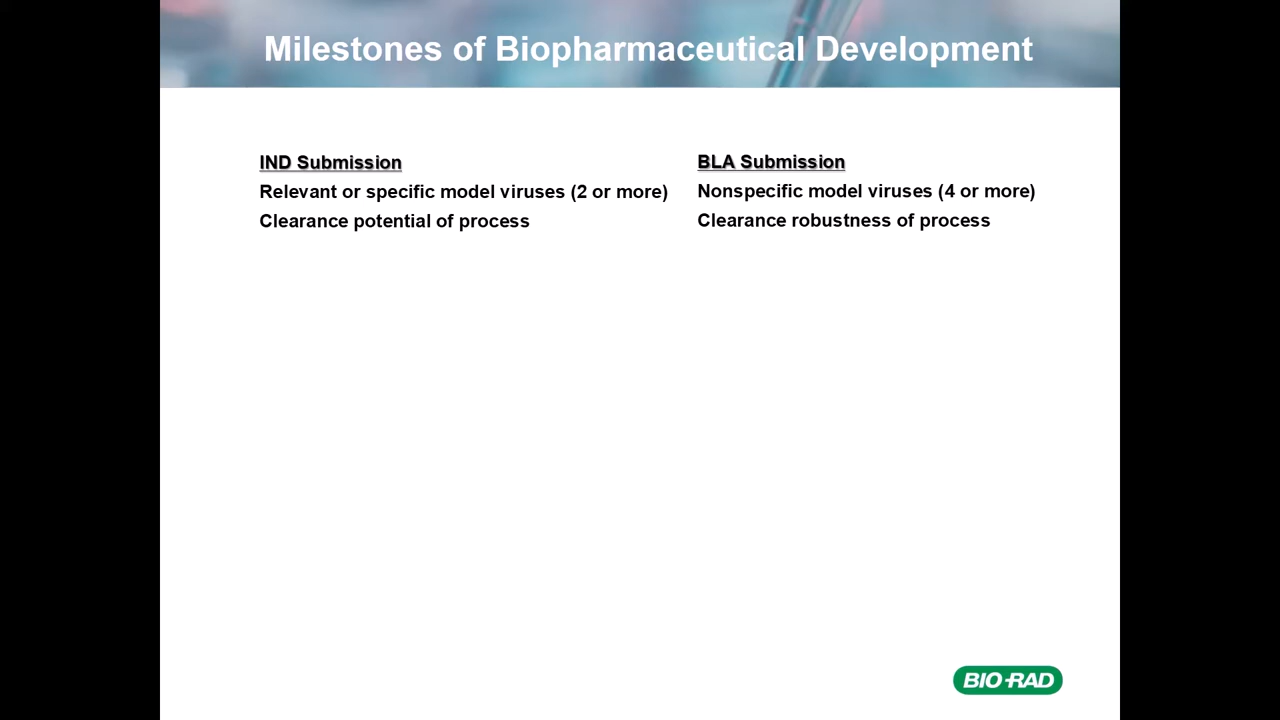 Milestones of Biopharmaceutical Development
IND Submission
Relevant or specific model viruses (2 or more)
Clearance potential of process
BLA Submission
Nonspecific model viruses (4 or more)
Clearance robustness of process
BIO-RAD